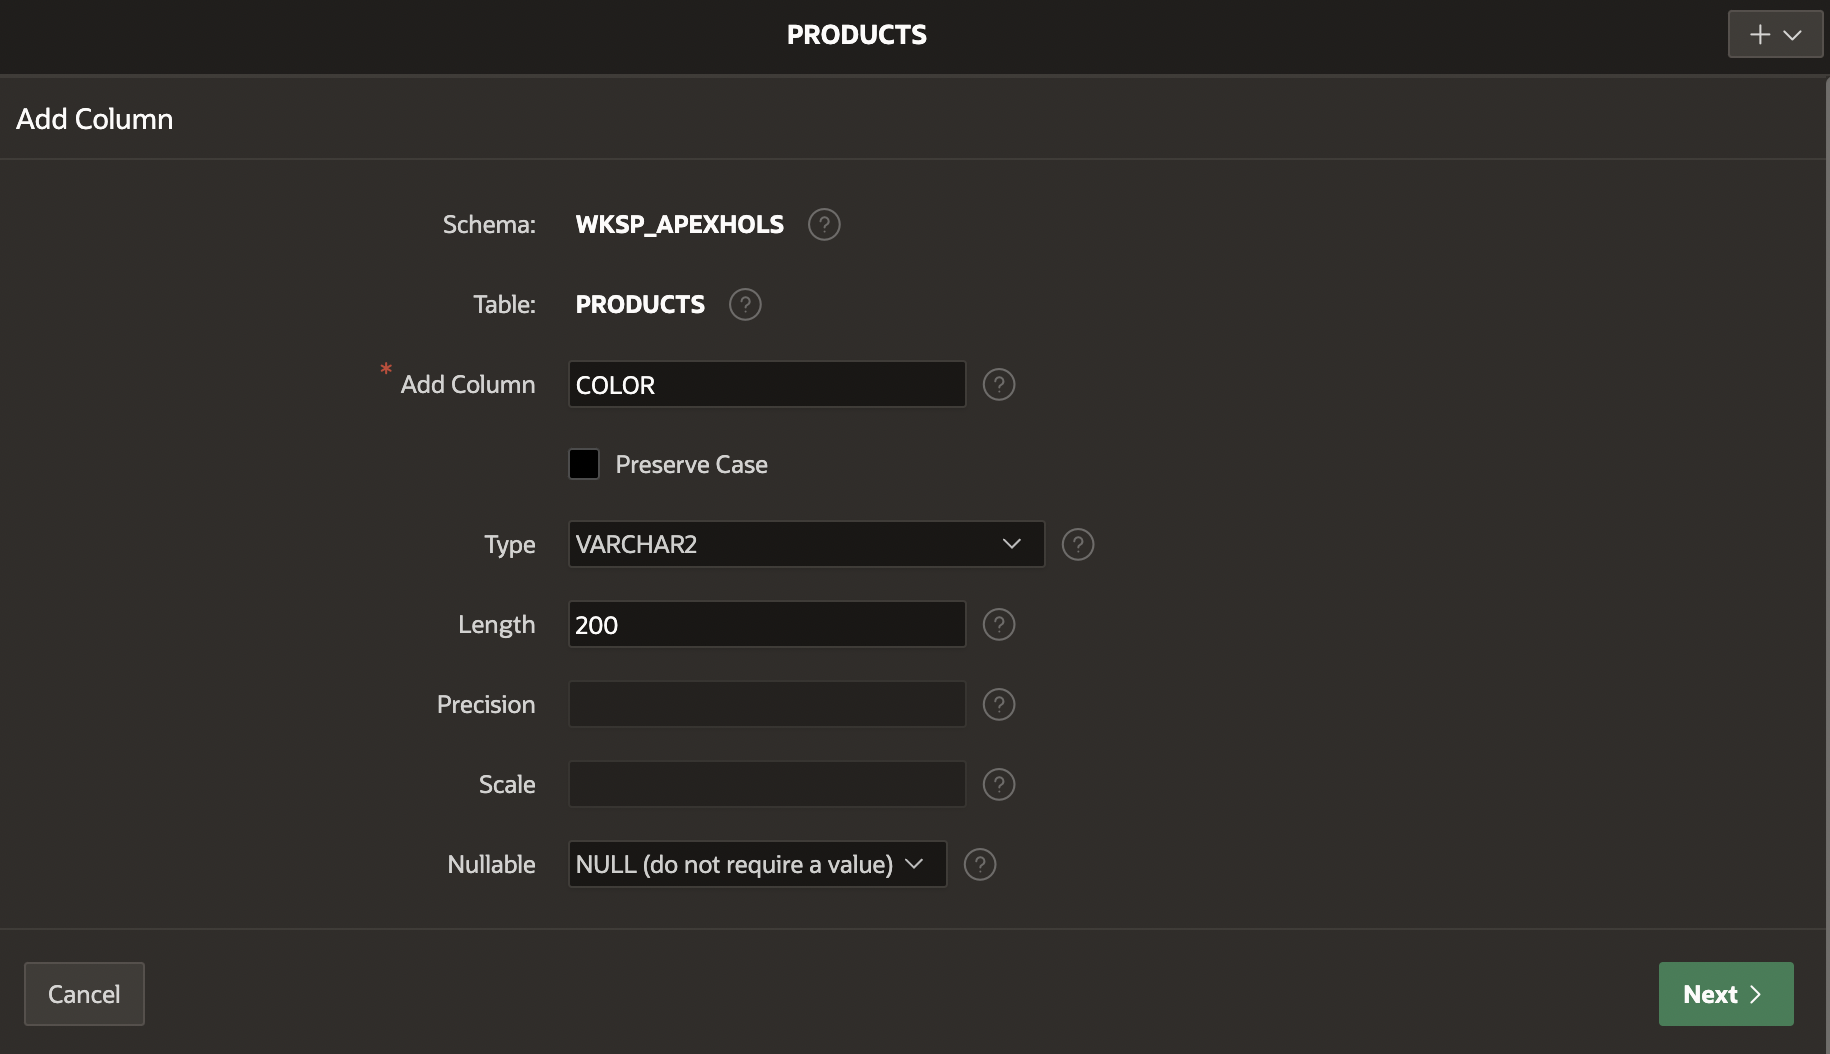 PRODUCTS
Add Column
Schema: WKSP_APEXHOLS ?
Table: PRODUCTS ?
* Add Column COLOR ?
Preserve Case
Type VARCHAR2 ?
Length 200 ?
Precision ?
Scale ?
Nullable NULL (do not require a value) ?
Cancel Next